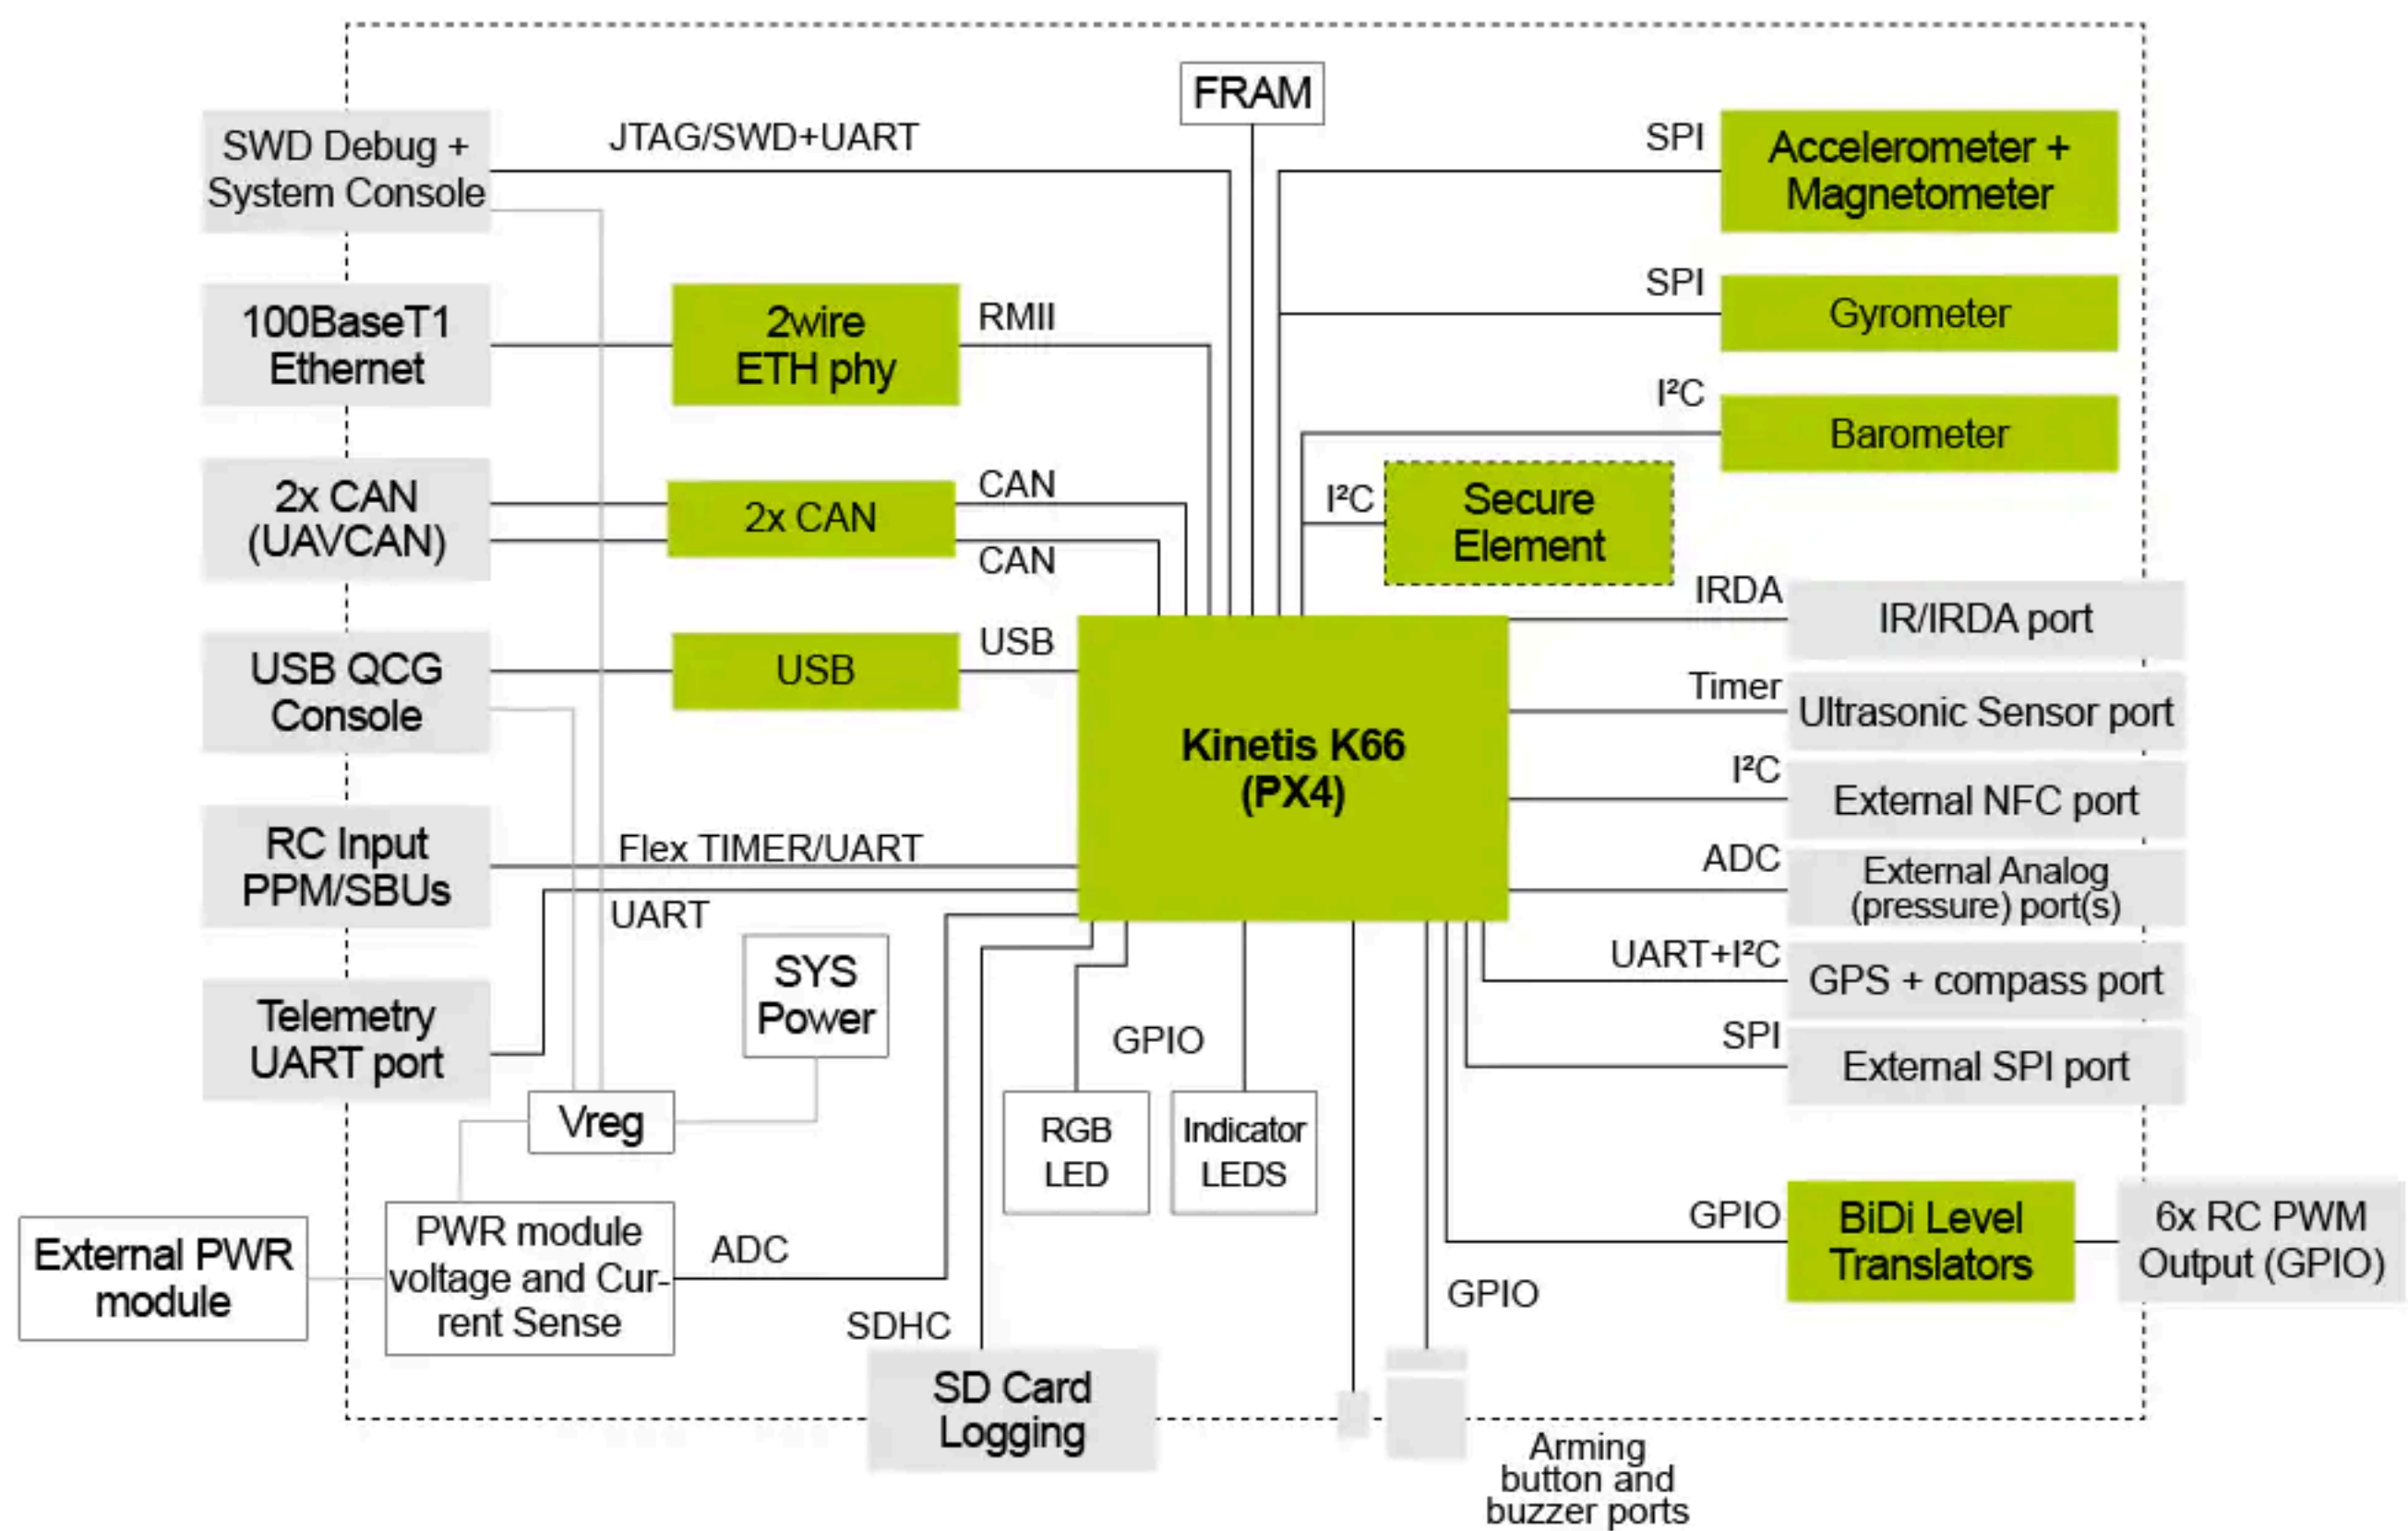 FRAM
SWD Debug +
System Console
JTAG/SWD+UART
SPI
Accelerometer +
Magnetometer
100BaseT1
Ethernet
2wire
ETH phy
RMII
SPI
Gyrometer
I²C
Barometer
2x CAN
(UAVCAN)
2x CAN
CAN
CAN
I²C
Secure
Element
USB QCG
Console
USB
USB
Kinetis K66
(PX4)
IRDA
IR/IRDA port
Timer
Ultrasonic Sensor port
I²C
External NFC port
RC Input
PPM/SBUs
Flex TIMER/UART
ADC
External Analog
(pressure) port(s)
UART
UART+I²C
GPS + compass port
Telemetry
UART port
SYS
Power
GPIO
SPI
External SPI port
Vreg
RGB
LED
Indicator
LEDS
External PWR
module
PWR module
voltage and Cur-
rent Sense
ADC
GPIO
BiDi Level
Translators
6x RC PWM
Output (GPIO)
SDHC
GPIO
SD Card
Logging
Arming
button and
buzzer ports